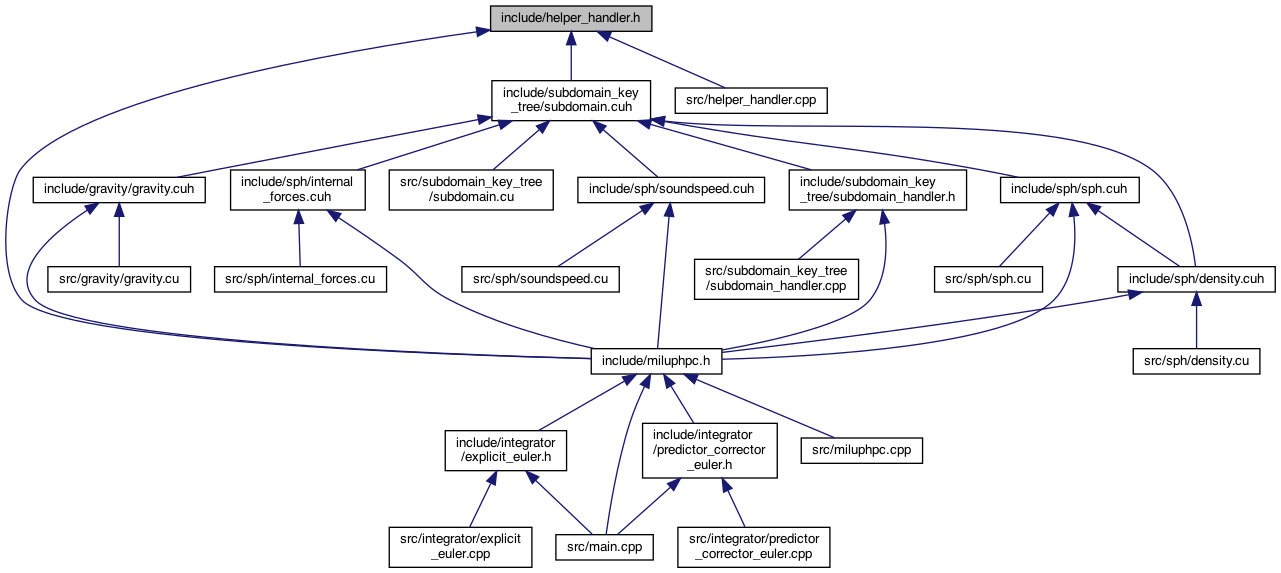 include/helper_handler.h
include/subdomain_key
_tree/subdomain.cuh
src/helper_handler.cpp
include/gravity/gravity.cuh
include/sph/internal
_forces.cuh
src/subdomain_key_tree
/subdomain.cu
include/sph/soundspeed.cuh
include/subdomain_key
_tree/subdomain_handler.h
include/sph/sph.cuh
src/gravity/gravity.cu
src/sph/internal_forces.cu
src/sph/soundspeed.cu
src/subdomain_key_tree
/subdomain_handler.cpp
src/sph/sph.cu
include/sph/density.cuh
include/miluphpc.h
src/sph/density.cu
include/integrator
/explicit_euler.h
include/integrator
/predictor_corrector
_euler.h
src/miluphpc.cpp
src/integrator/explicit
_euler.cpp
src/main.cpp
src/integrator/predictor
_corrector_euler.cpp